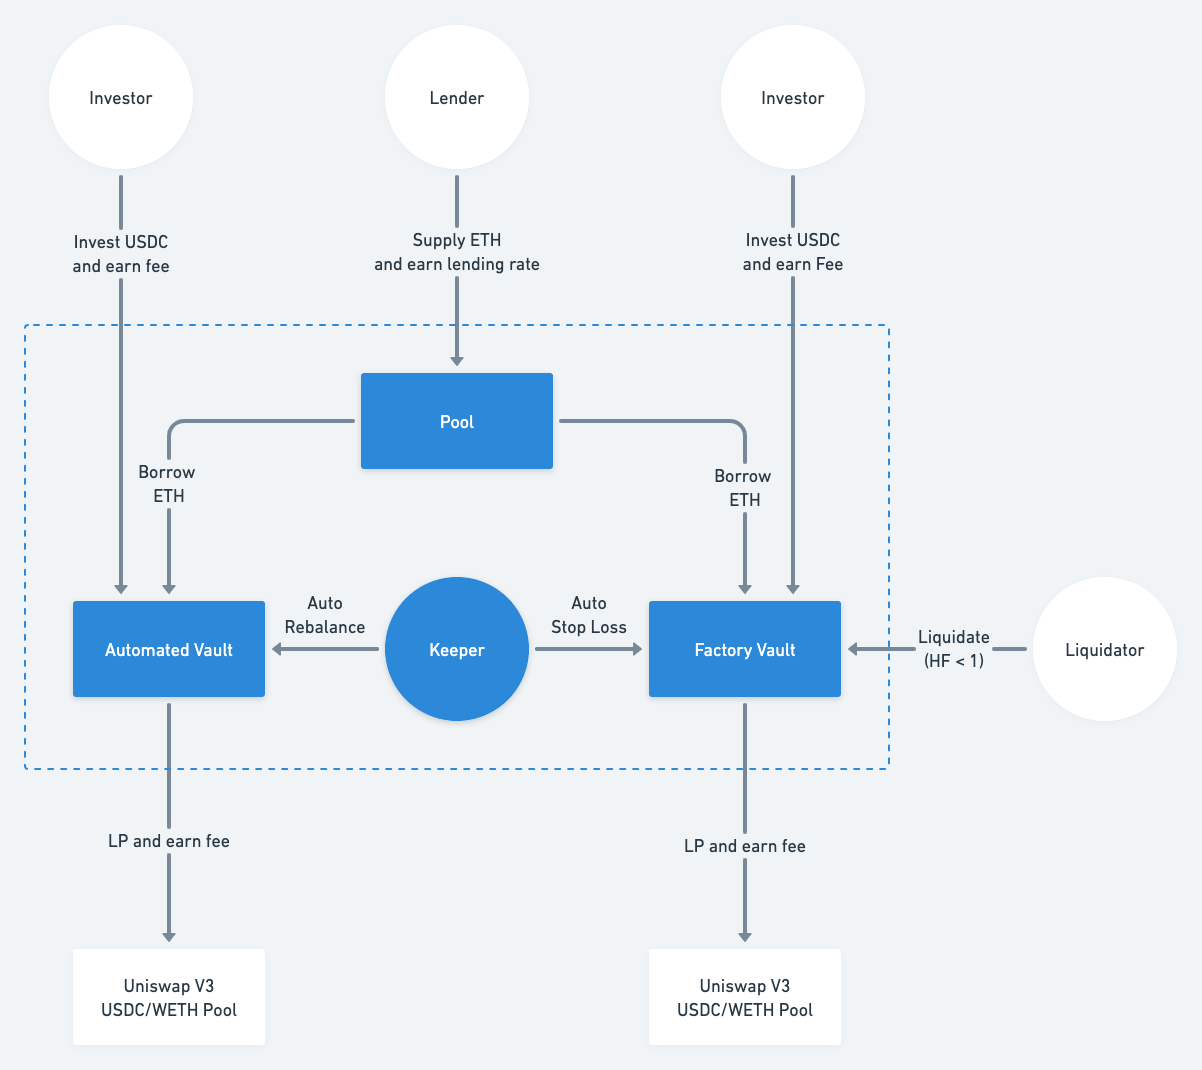 Investor
Lender
Investor
Invest USDC
and earn fee
Supply ETH
and earn lending rate
Invest USDC
and earn Fee
Pool
Borrow
ETH
Borrow
ETH
Auto
Rebalance
Auto
Stop Loss
Automated Vault
Keeper
Factory Vault
Liquidate
(HF < 1)
Liquidator
LP and earn fee
LP and earn fee
Uniswap V3
USDC/WETH Pool
Uniswap V3
USDC/WETH Pool